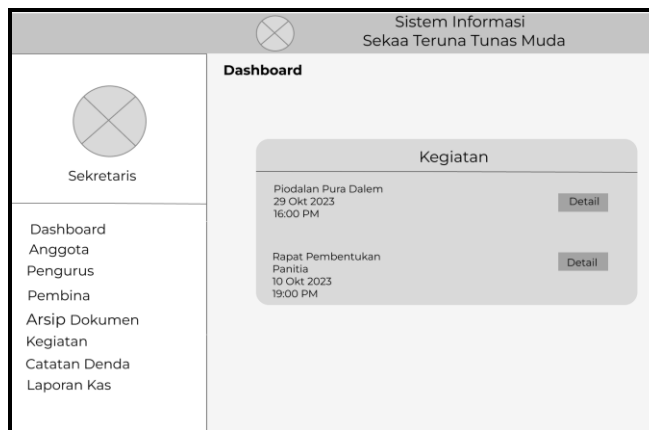 Sistem Informasi
Sekaa Teruna Tunas Muda
Dashboard
Sekretaris
Dashboard
Anggota
Pengurus
Pembina
Arsip Dokumen
Kegiatan
Catatan Denda
Laporan Kas
Kegiatan
Piodalan Pura Dalem
29 Okt 2023
16:00 PM
Detail
Rapat Pembentukan
Panitia
10 Okt 2023
19:00 PM
Detail